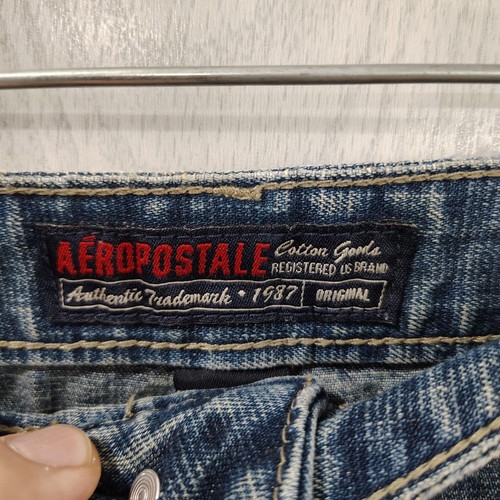 AÉROPOSTALE
Cotton Goods
REGISTERED US BRAND
Authentic Trademark • 1987
ORIGINAL